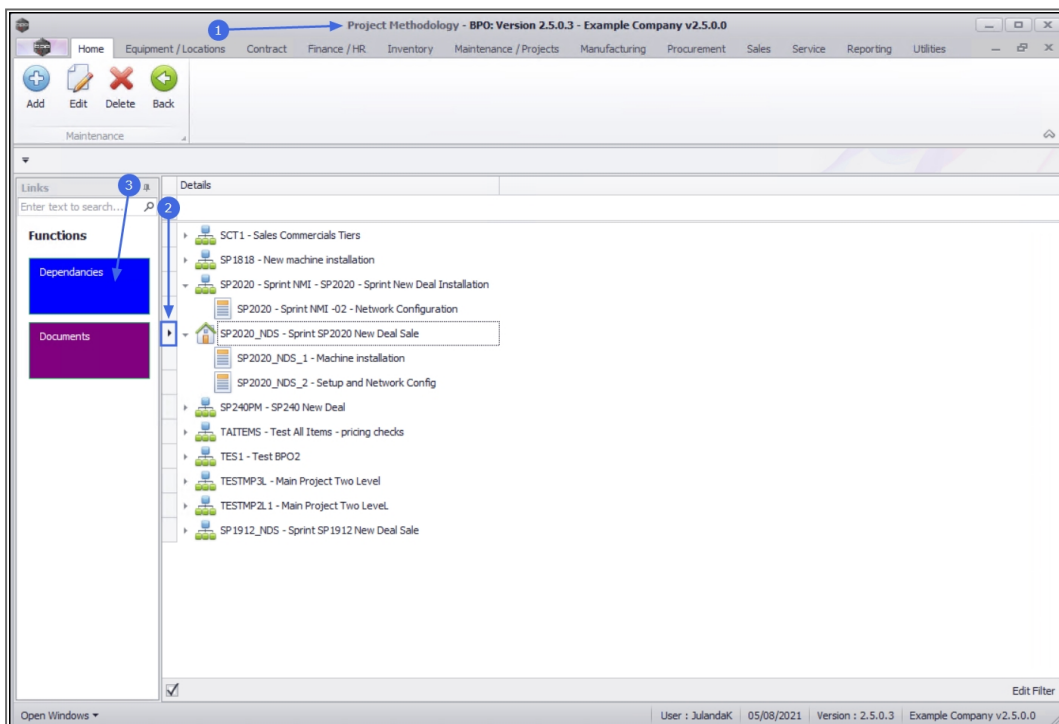 1
Project Methodology - BPO: Version 2.5.0.3 - Example Company v2.5.0.0
Home Equipment / Locations Contract Finance / HR Inventory Maintenance / Projects Manufacturing Procurement Sales Service Reporting Utilities
Add Edit Delete Back
Maintenance
Links
3
Details
Enter text to search...
2
Functions
Dependancies
Documents
SCT1 - Sales Commercials Tiers
SP1818 - New machine installation
SP2020 - Sprint NMI - SP2020 - Sprint New Deal Installation
SP2020 - Sprint NMI -02 - Network Configuration
SP2020_NDS - Sprint SP2020 New Deal Sale
SP2020_NDS_1 - Machine installation
SP2020_NDS_2 - Setup and Network Config
SP240PM - SP240 New Deal
TAITEMS - Test All Items - pricing checks
TES1 - Test BPO2
TESTMP3L - Main Project Two Level
TESTMP2L1 - Main Project Two LeveL
SP1912_NDS - Sprint SP1912 New Deal Sale
Edit Filter
Open Windows
User : JulandaK 05/08/2021 Version : 2.5.0.3 Example Company v2.5.0.0